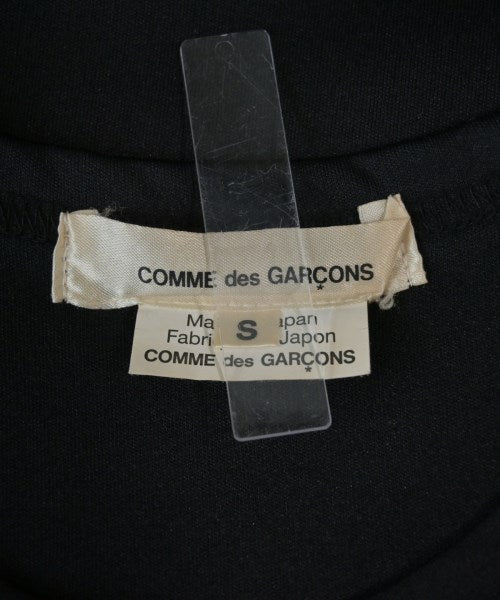 COMME des GARÇONS
Ma S apan
Fabri Japon
COMME des GARÇONS
*